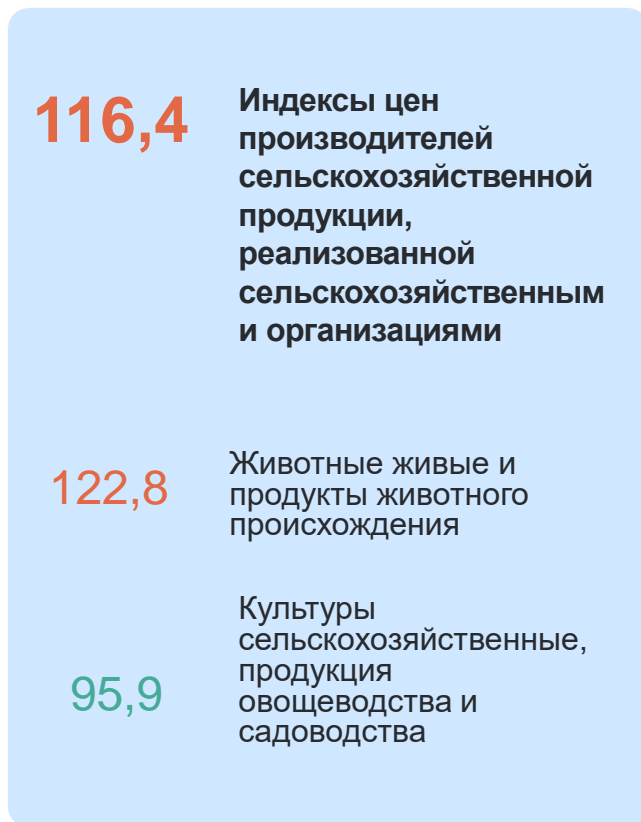 116,4
Индексы цен
производителей
сельскохозяйственной
продукции,
реализованной
сельскохозяйственным
и организациями
122,8
Животные живые и
продукты животного
происхождения
95,9
Культуры
сельскохозяйственные,
продукция
овощеводства и
садоводства